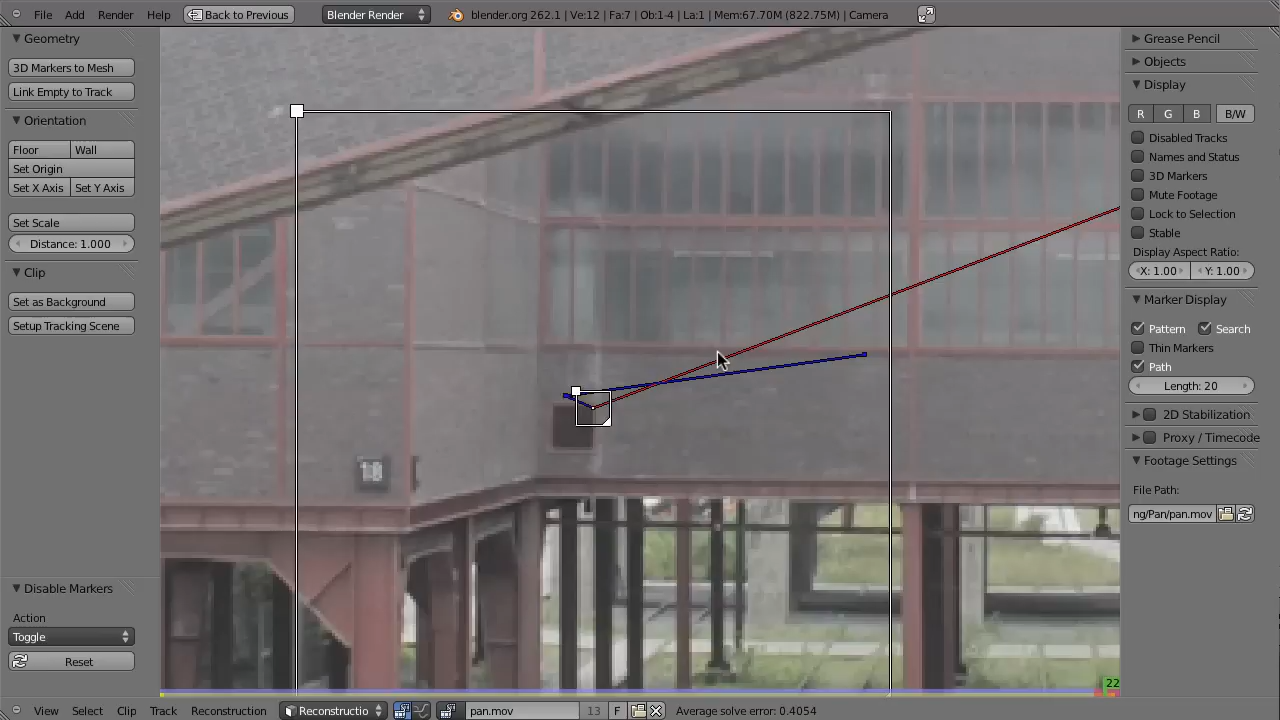 File Add Render Help Back to Previous Blender Render blender.org 262.1 | Ve:12 | Fa:7 | Ob:1-4 | La:1 | Mem:67.70M (822.75M) | Camera
Geometry
3D Markers to Mesh
Link Empty to Track
Orientation
Floor Wall
Set Origin
Set X Axis Set Y Axis
Set Scale
Distance: 1.000
Clip
Set as Background
Setup Tracking Scene
Disable Markers
Action
Toggle
Reset
Grease Pencil
Objects
Display
R G B B/W
Disabled Tracks
Names and Status
3D Markers
Mute Footage
Lock to Selection
Stable
Display Aspect Ratio:
X: 1.00 Y: 1.00
Marker Display
Pattern Search
Thin Markers
Path
Length: 20
2D Stabilization
Proxy / Timecode
Footage Settings
File Path:
ng/Pan/pan.mov
22
View Select Clip Track Reconstruction Reconstructio pan.mov 13 F Average solve error: 0.4054